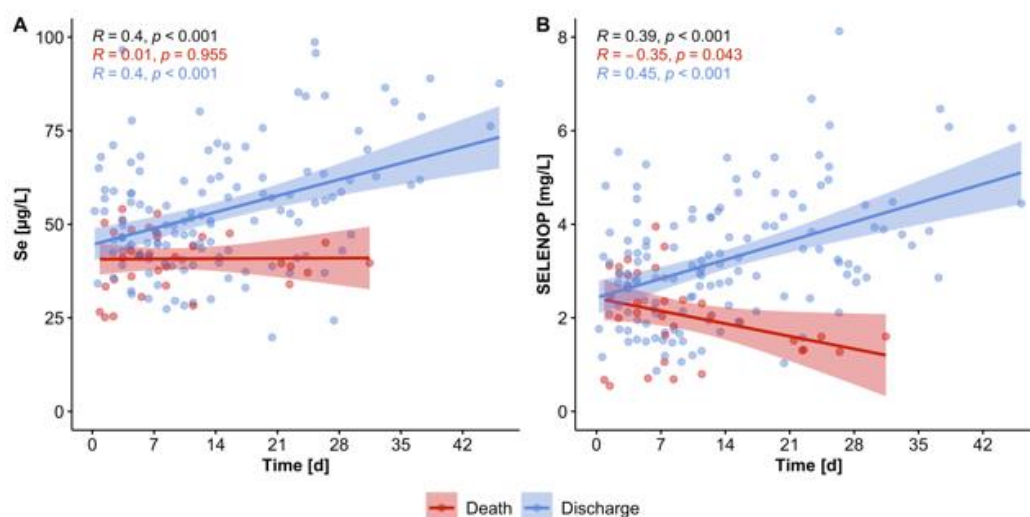 A
R = 0.4, p < 0.001
R = 0.01, p = 0.955
R = 0.4, p < 0.001
100
75
50
25
0
Se [µg/L]
0 7 14 21 28 35 42
Time [d]
B
R = 0.39, p < 0.001
R = −0.35, p = 0.043
R = 0.45, p < 0.001
8
6
4
2
0
SELENOP [mg/L]
0 7 14 21 28 35 42
Time [d]
Death Discharge